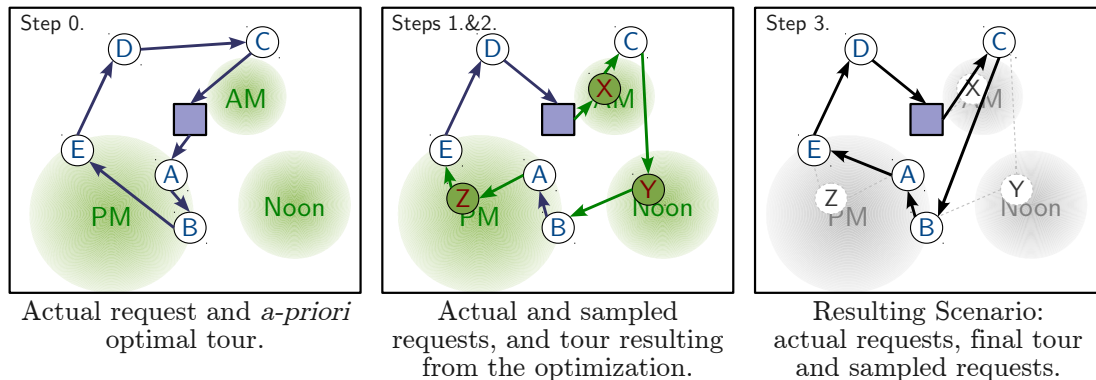 Step 0.
D
C
AM
E
A
PM
B
Noon
Actual request and a-priori
optimal tour.
Steps 1.&2.
D
C
X
AM
E
A
Z
Y
PM
B
Noon
Actual and sampled
requests, and tour resulting
from the optimization.
Step 3.
D
C
X
AM
E
A
Z
Y
PM
B
Noon
Resulting Scenario:
actual requests, final tour
and sampled requests.